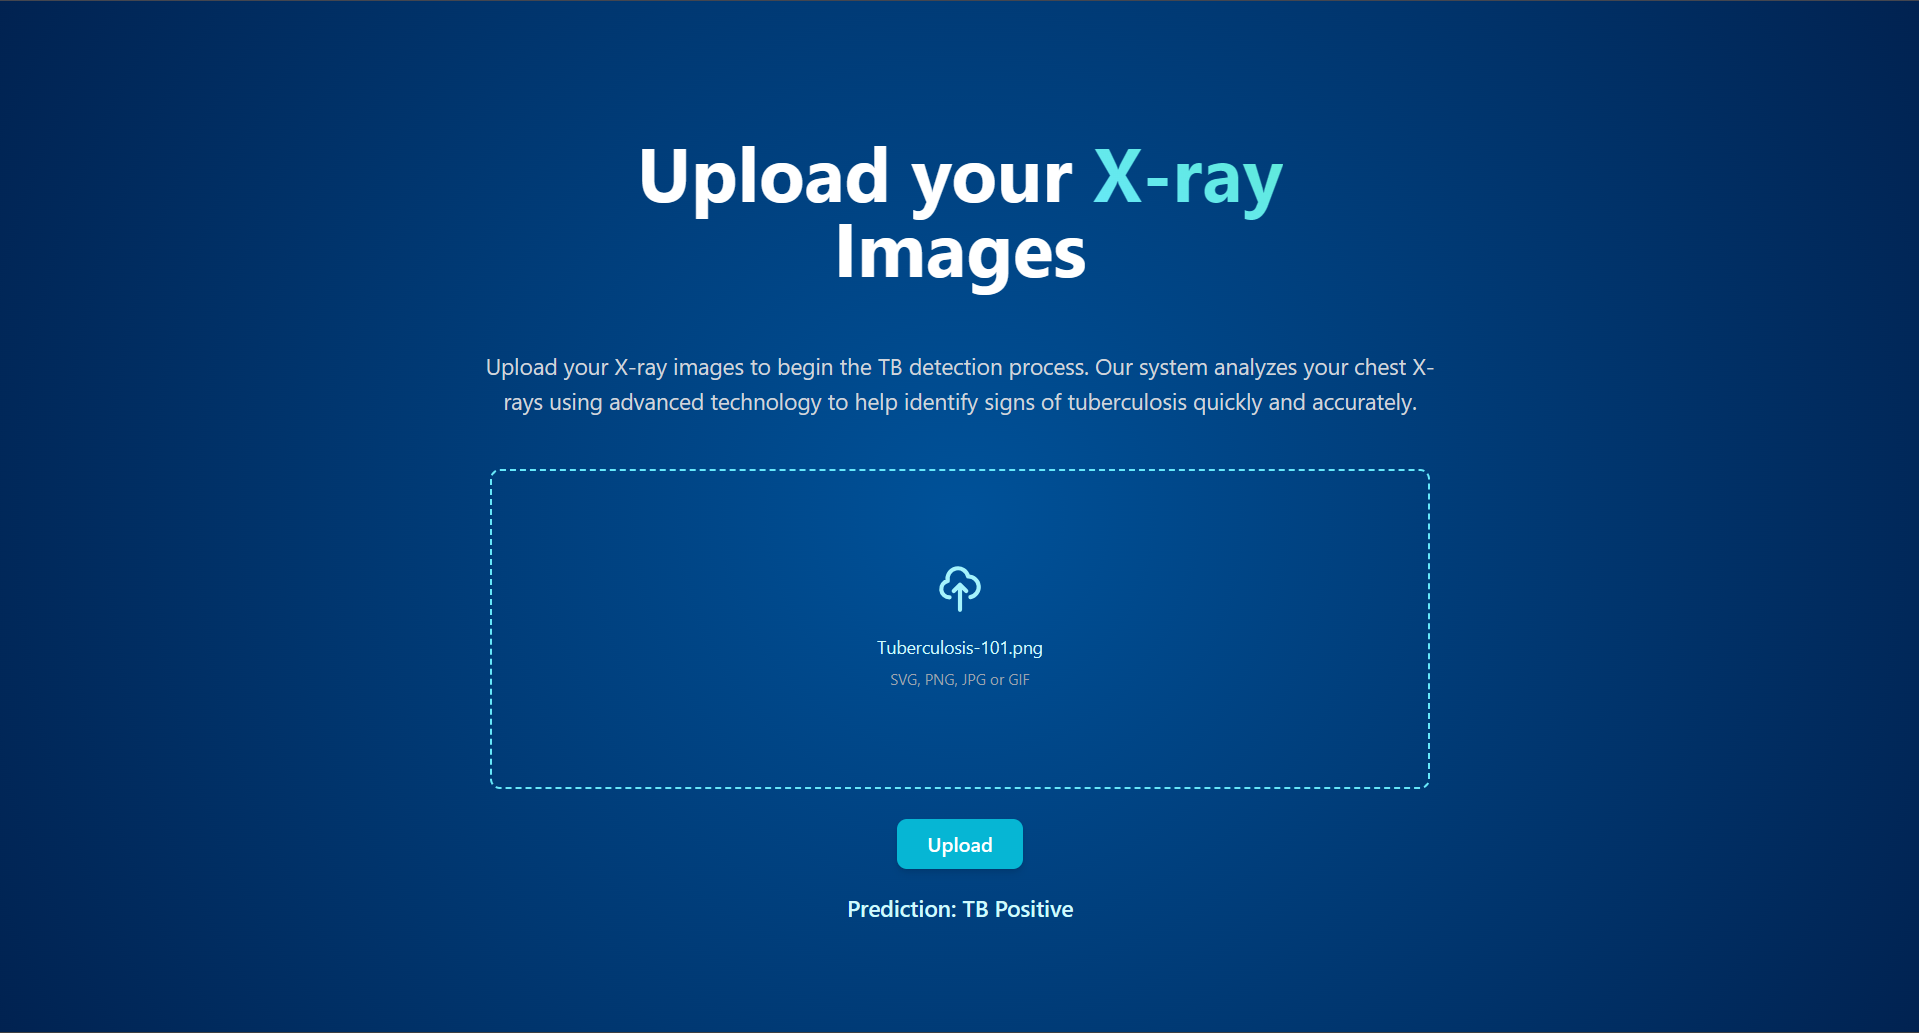 Upload your X-ray
Images
Upload your X-ray images to begin the TB detection process. Our system analyzes your chest X-
rays using advanced technology to help identify signs of tuberculosis quickly and accurately.
Tuberculosis-101.png
SVG, PNG, JPG or GIF
Upload
Prediction: TB Positive